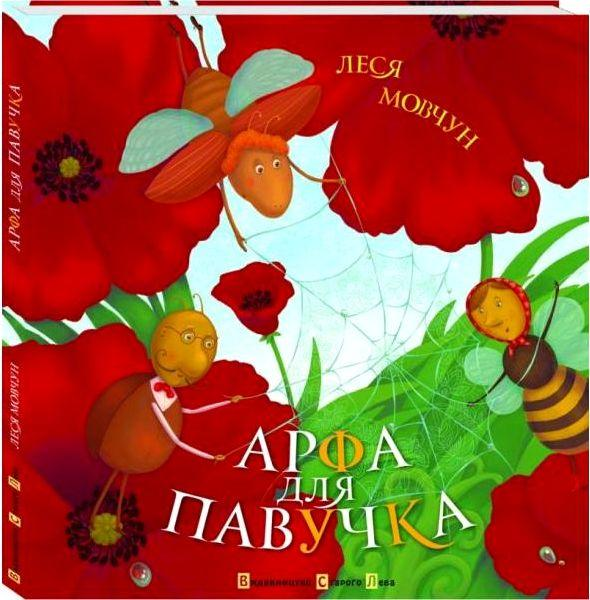 ЛЕСЯ
МОВЧУН
АРФА
ДЛЯ
ПАВУЧКА
Видавництво Старого Лева
АРФА ДЛЯ ПАВУЧКА
ЛЕСЯ МОВЧУН